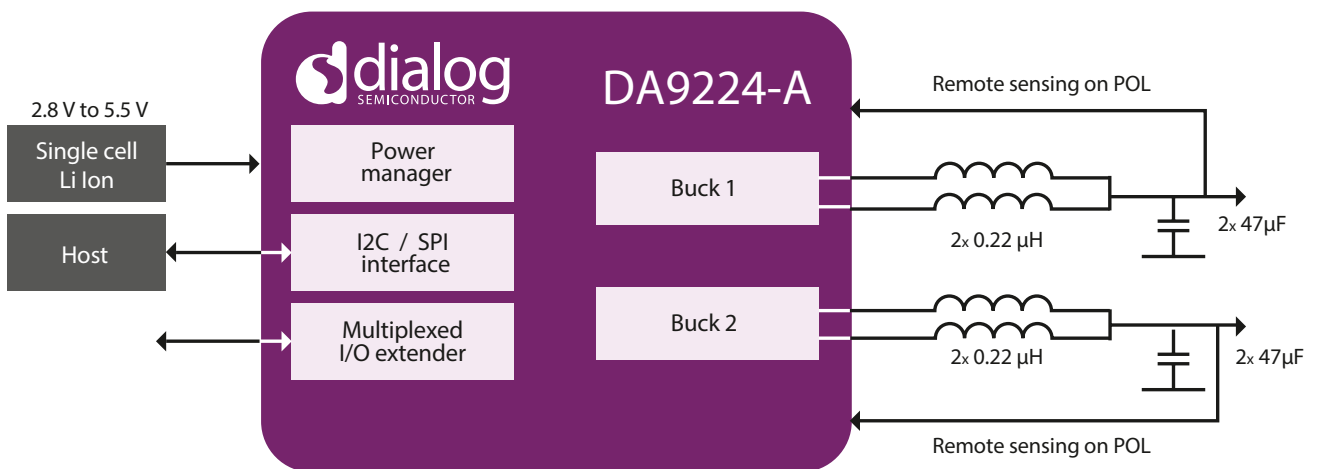 dialog
SEMICONDUCTOR
DA9224-A
2.8 V to 5.5 V
Single cell
Li Ion
Host
Power
manager
I2C / SPI
interface
Multiplexed
I/O extender
Buck 1
Buck 2
Remote sensing on POL
2x 0.22 µH
2x 47µF
2x 0.22 µH
2x 47µF
Remote sensing on POL